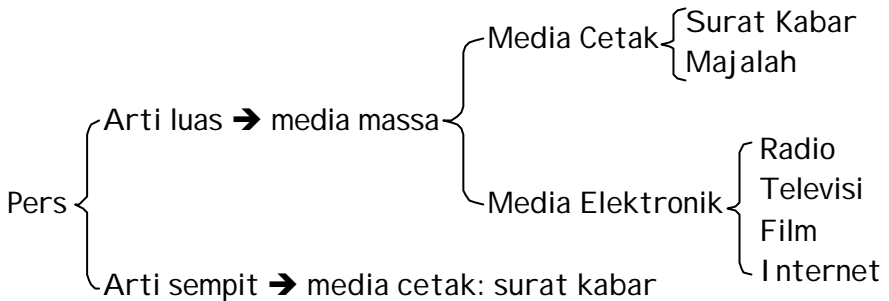 Pers
Arti luas ➔ media massa
Media Cetak
Surat Kabar
Majalah
Media Elektronik
Radio
Televisi
Film
Internet
Arti sempit ➔ media cetak: surat kabar